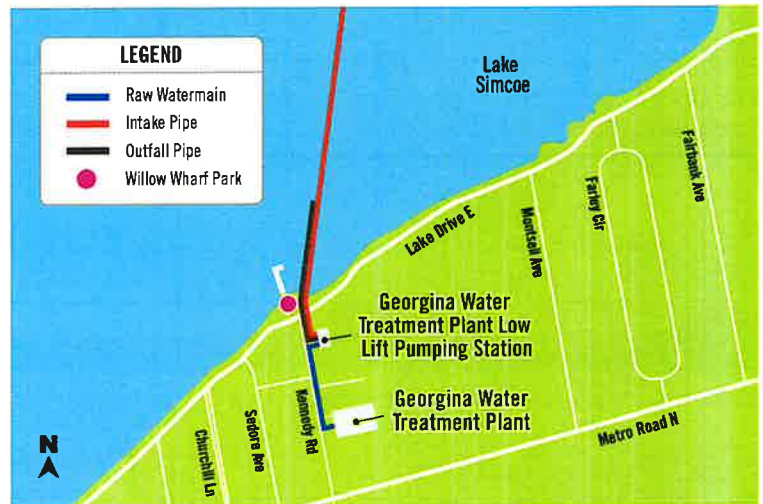 LEGEND
Raw Watermain
Intake Pipe
Outfall Pipe
Willow Wharf Park
Lake
Simcoe
Fairbank Ave
Farley Cir
Montsell Ave
Lake Drive E
Georgina Water
Treatment Plant Low
Lift Pumping Station
Georgina Water
Treatment Plant
Kennedy Rd
Sedore Ave
Churchill Ln
Metro Road N
N